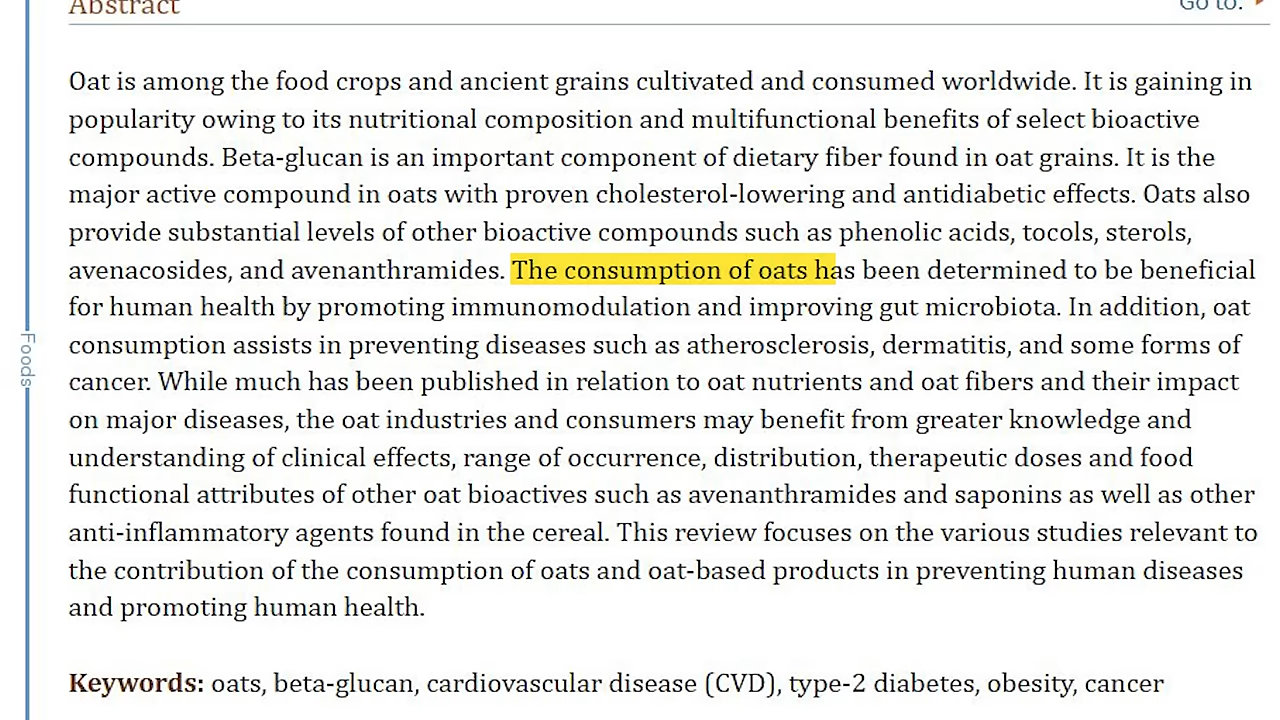 Abstract
Go to:
Oat is among the food crops and ancient grains cultivated and consumed worldwide. It is gaining in
popularity owing to its nutritional composition and multifunctional benefits of select bioactive
compounds. Beta-glucan is an important component of dietary fiber found in oat grains. It is the
major active compound in oats with proven cholesterol-lowering and antidiabetic effects. Oats also
provide substantial levels of other bioactive compounds such as phenolic acids, tocols, sterols,
avenacosides, and avenanthramides. The consumption of oats has been determined to be beneficial
for human health by promoting immunomodulation and improving gut microbiota. In addition, oat
consumption assists in preventing diseases such as atherosclerosis, dermatitis, and some forms of
cancer. While much has been published in relation to oat nutrients and oat fibers and their impact
on major diseases, the oat industries and consumers may benefit from greater knowledge and
understanding of clinical effects, range of occurrence, distribution, therapeutic doses and food
functional attributes of other oat bioactives such as avenanthramides and saponins as well as other
anti-inflammatory agents found in the cereal. This review focuses on the various studies relevant to
the contribution of the consumption of oats and oat-based products in preventing human diseases
and promoting human health.
Keywords: oats, beta-glucan, cardiovascular disease (CVD), type-2 diabetes, obesity, cancer
Foods